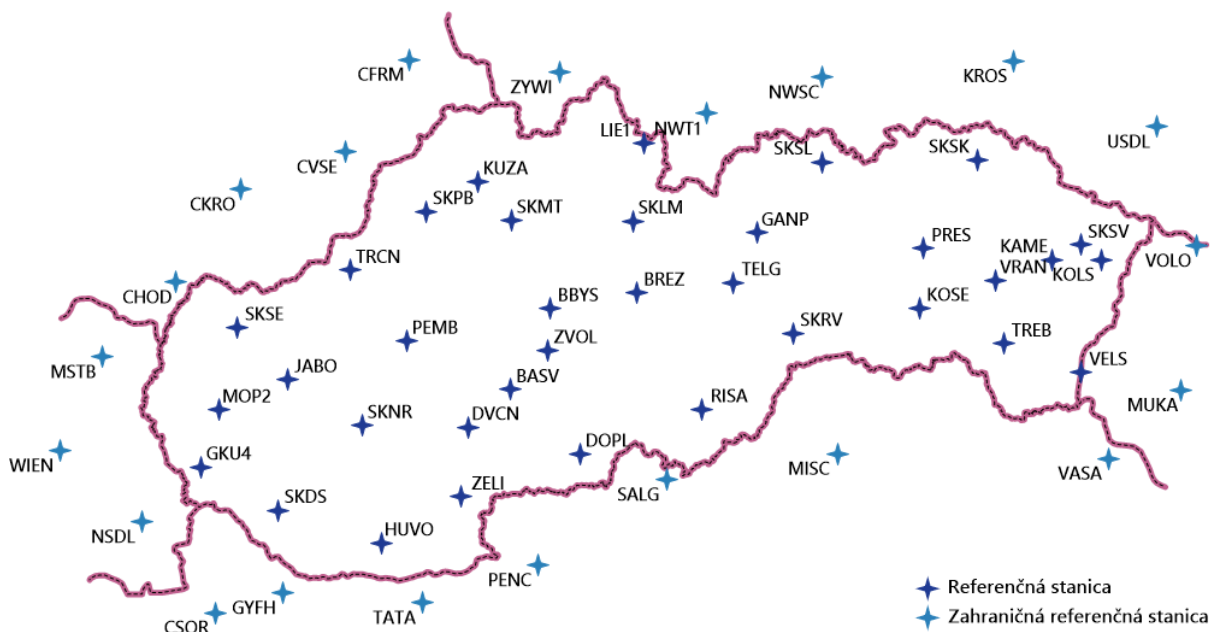 CFRM
ZYWI
NWSC
KROS
LIE1
NWT1
USDL
CVSE
SKSL
SKSK
KUZA
CKRO
SKPB
SKMT
SKLM
GANP
PRES
KAME
SKSV
VOLO
TRCN
VRAN
KOLS
CHOD
TELG
BREZ
BBYS
KOSE
SKSE
PEMB
ZVOL
SKRV
TREB
MSTB
JABO
BASV
VELS
MOP2
SKNR
DVCN
RISA
MUKA
WIEN
GKU4
DOPL
MISC
VASA
SKDS
ZELI
SALG
NSDL
HUVO
PENC
GYFH
TATA
CSOR
Referenčná stanica
Zahraničná referenčná stanica